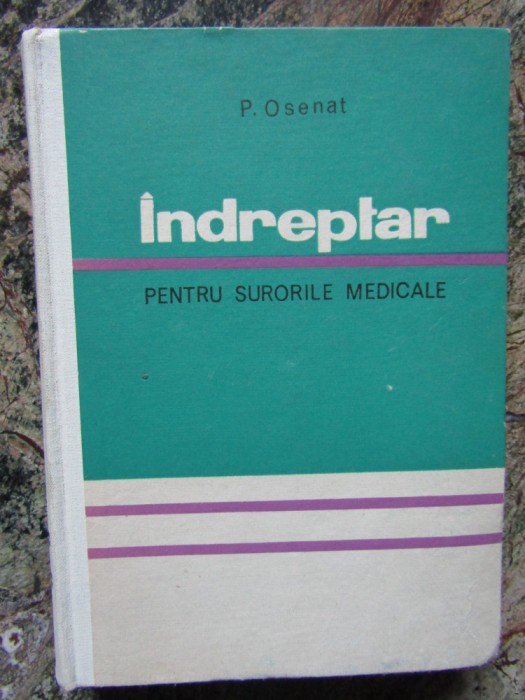 P. Osenat
Îndreptar
PENTRU SURORILE MEDICALE